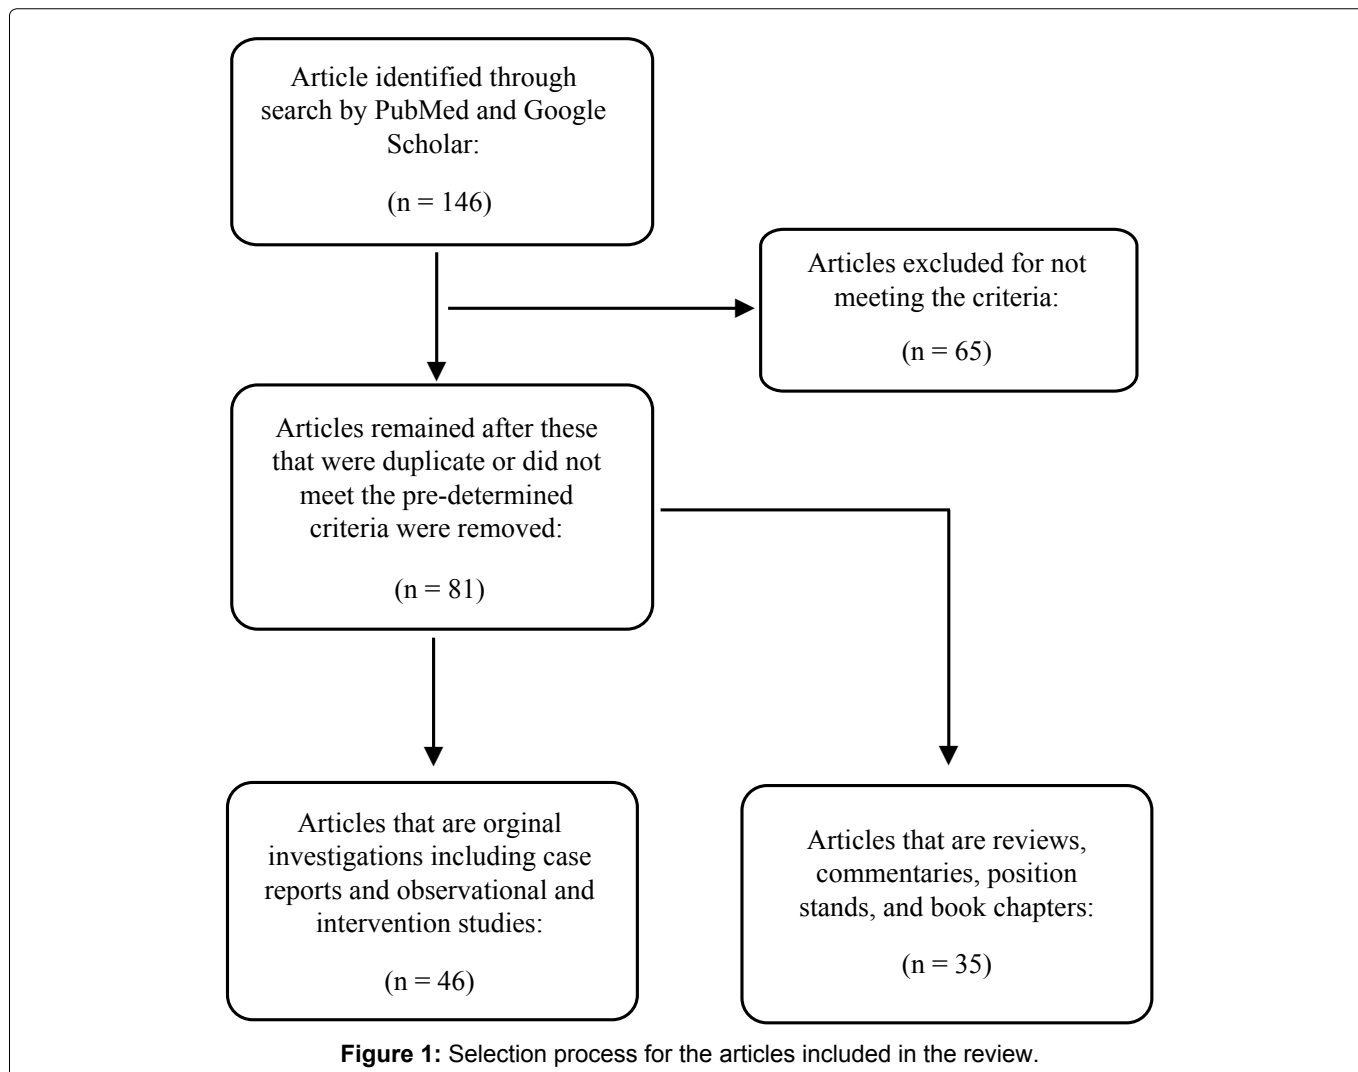 Article identified through
search by PubMed and Google
Scholar:
(n = 146)
Articles excluded for not
meeting the criteria:
(n = 65)
Articles remained after these
that were duplicate or did not
meet the pre-determined
criteria were removed:
(n = 81)
Articles that are orginal
investigations including case
reports and observational and
intervention studies:
(n = 46)
Articles that are reviews,
commentaries, position
stands, and book chapters:
(n = 35)
Figure 1: Selection process for the articles included in the review.